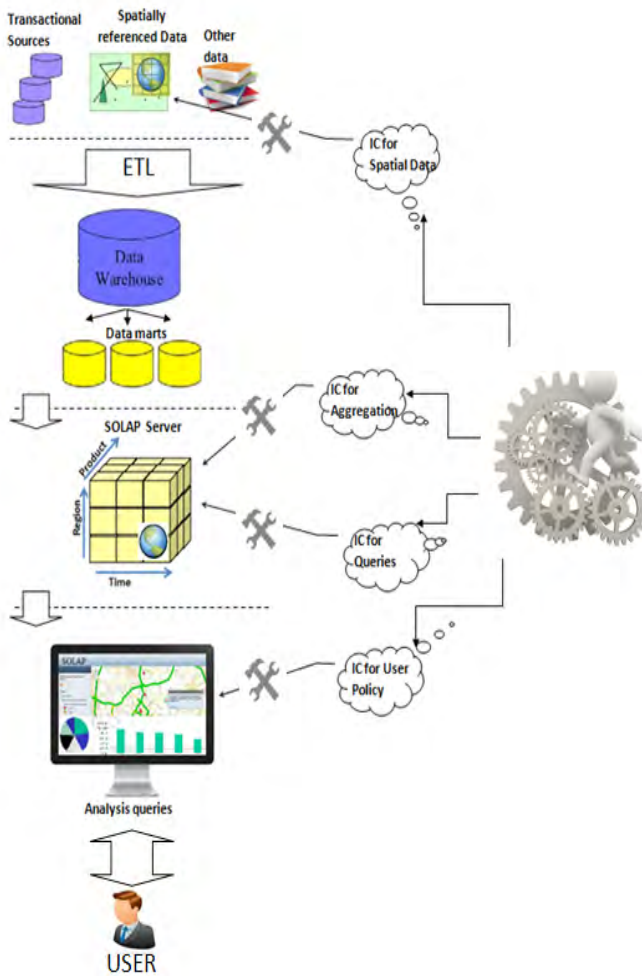 Transactional
Sources
Spatially
referenced Data
Other
data
IC for
Spatial Data
ETL
Data
Warehouse
Data marts
IC for
Aggregation
SOLAP Server
Product
Region
Time
IC for
Queries
IC for User
Policy
SOLAP
Analysis queries
USER